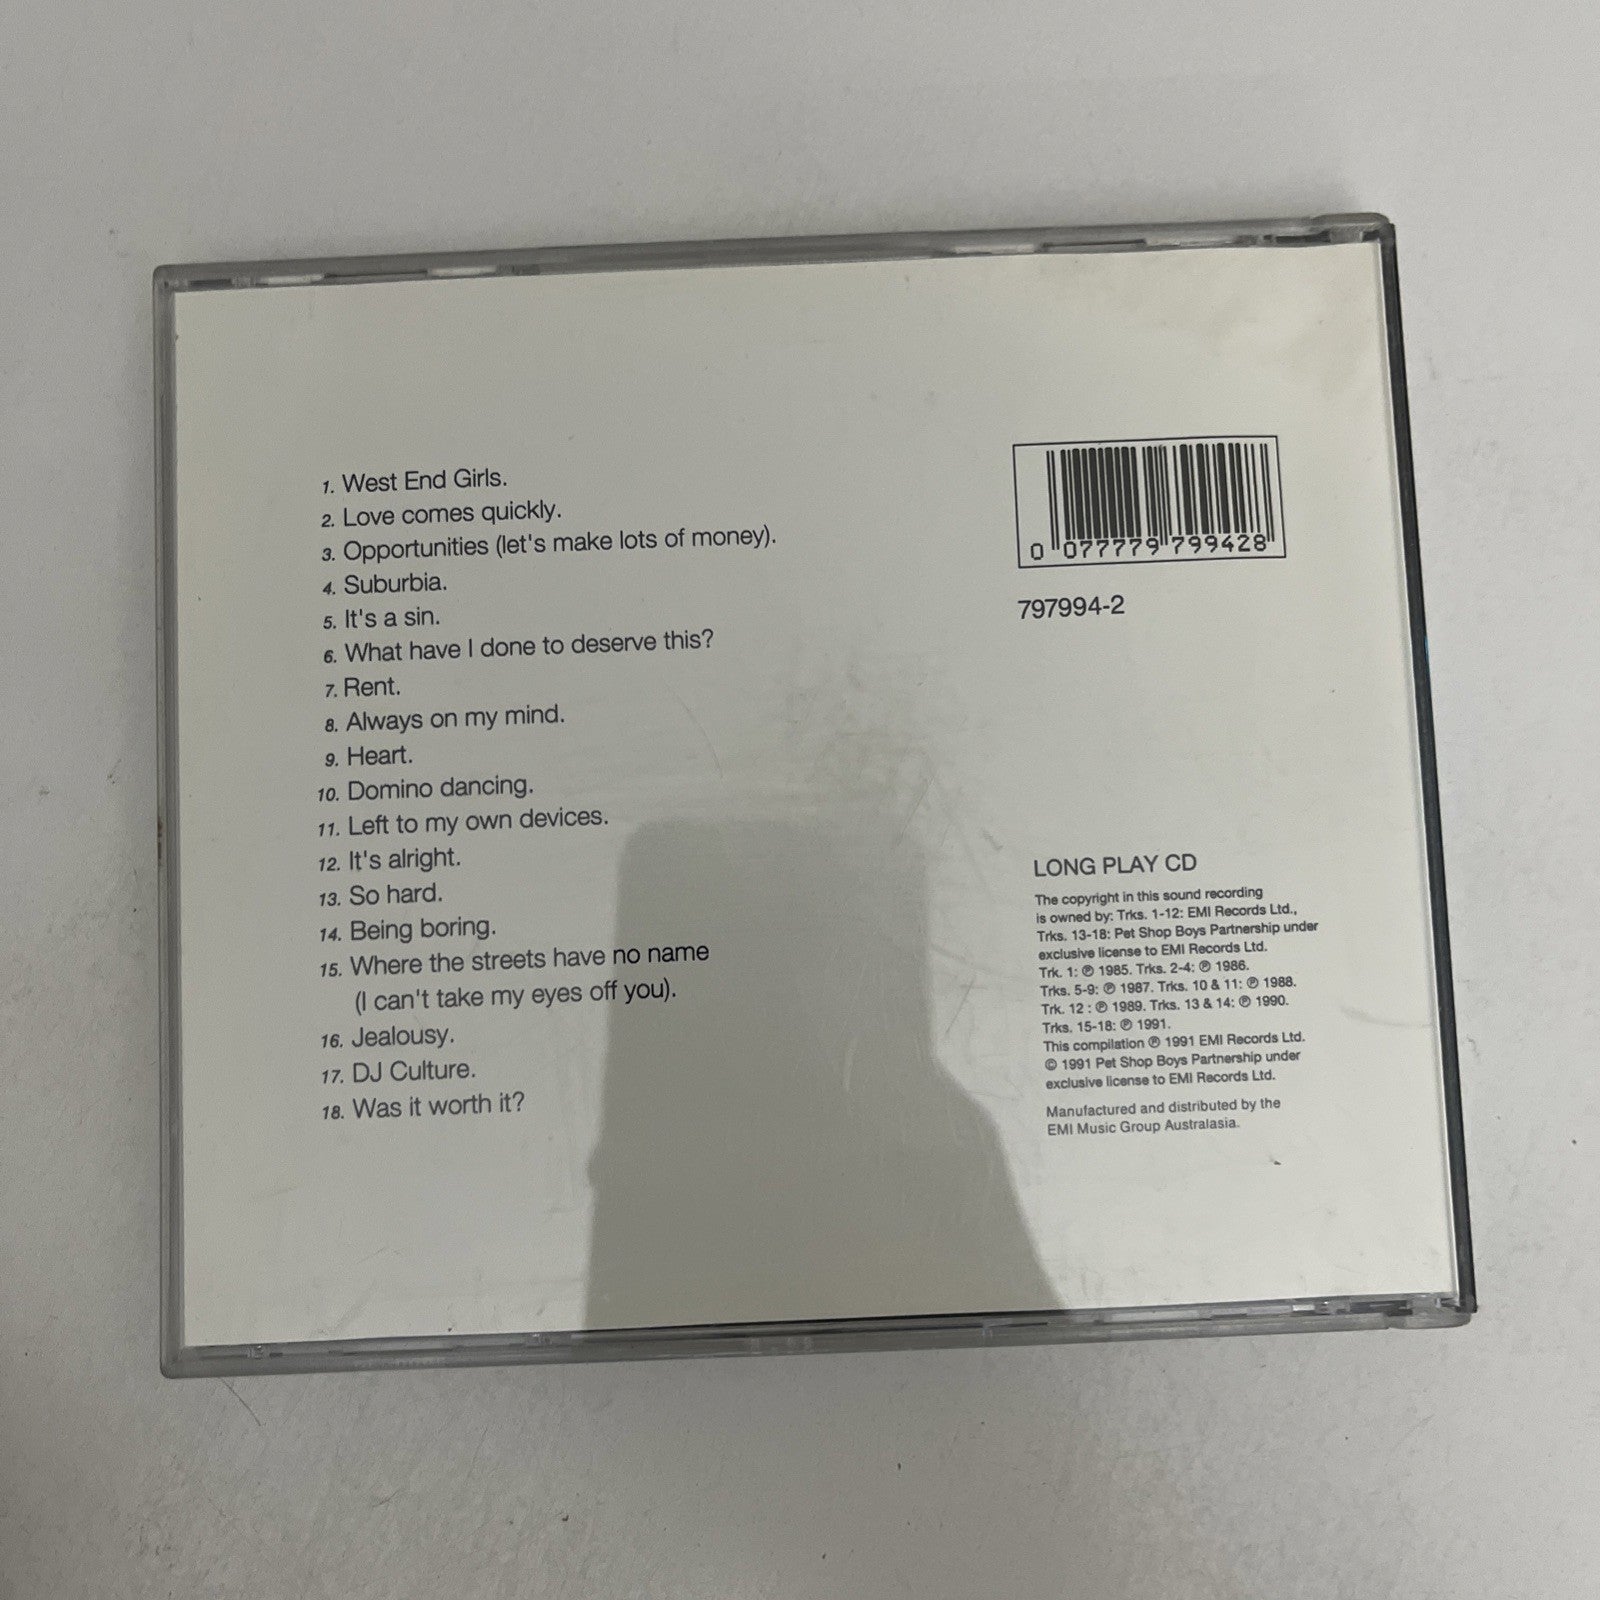 1. West End Girls.
2. Love comes quickly.
3. Opportunities (let's make lots of money).
4. Suburbia.
5. It's a sin.
6. What have I done to deserve this?
7. Rent.
8. Always on my mind.
9. Heart.
10. Domino dancing.
11. Left to my own devices.
12. It's alright.
13. So hard.
14. Being boring.
15. Where the streets have no name
(I can't take my eyes off you).
16. Jealousy.
17. DJ Culture.
18. Was it worth it?
0 077779 799428
797994-2
LONG PLAY CD
The copyright in this sound recording
is owned by: Trks. 1-12: EMI Records Ltd.,
Trks. 13-18: Pet Shop Boys Partnership under
exclusive license to EMI Records Ltd.
Trk. 1: ℗ 1985. Trks. 2-4: ℗ 1986.
Trks. 5-9: ℗ 1987. Trks. 10 & 11: ℗ 1988.
Trk. 12 : ℗ 1989. Trks. 13 & 14: ℗ 1990.
Trks. 15-18: ℗ 1991.
This compilation ℗ 1991 EMI Records Ltd.
© 1991 Pet Shop Boys Partnership under
exclusive license to EMI Records Ltd.
Manufactured and distributed by the
EMI Music Group Australasia.